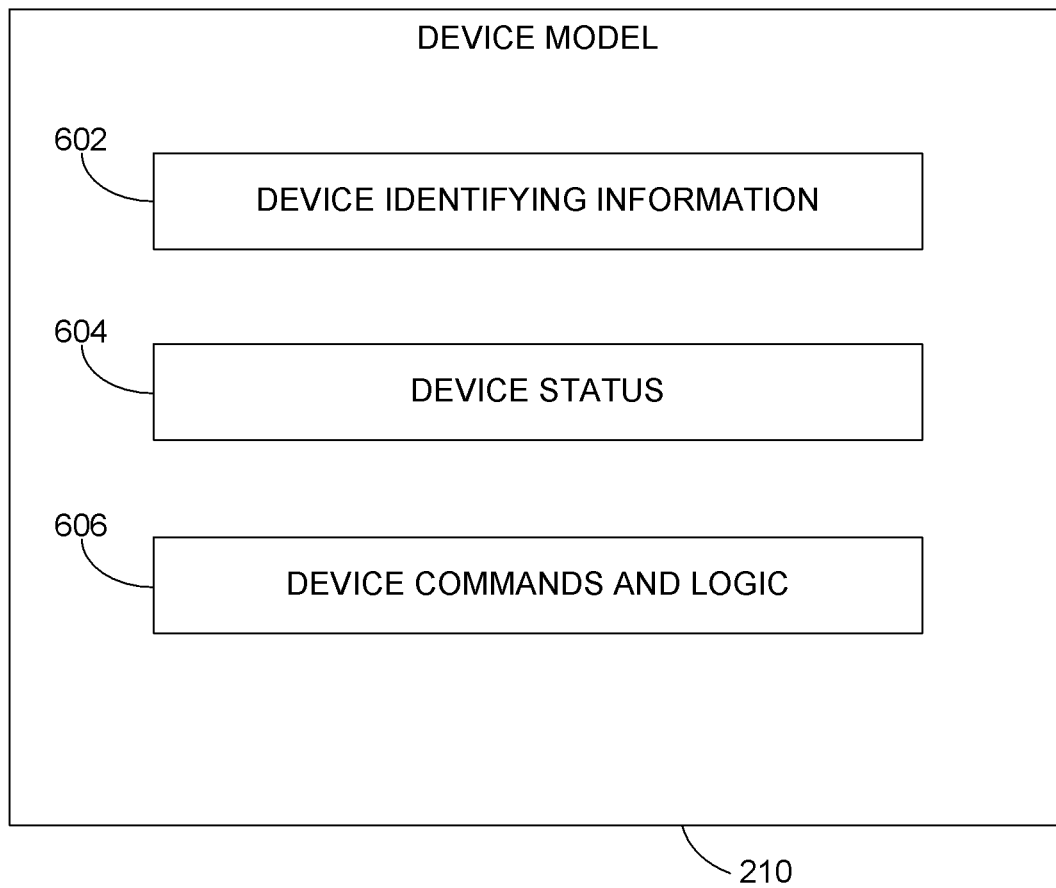 DEVICE MODEL
602
DEVICE IDENTIFYING INFORMATION
604
DEVICE STATUS
606
DEVICE COMMANDS AND LOGIC
210